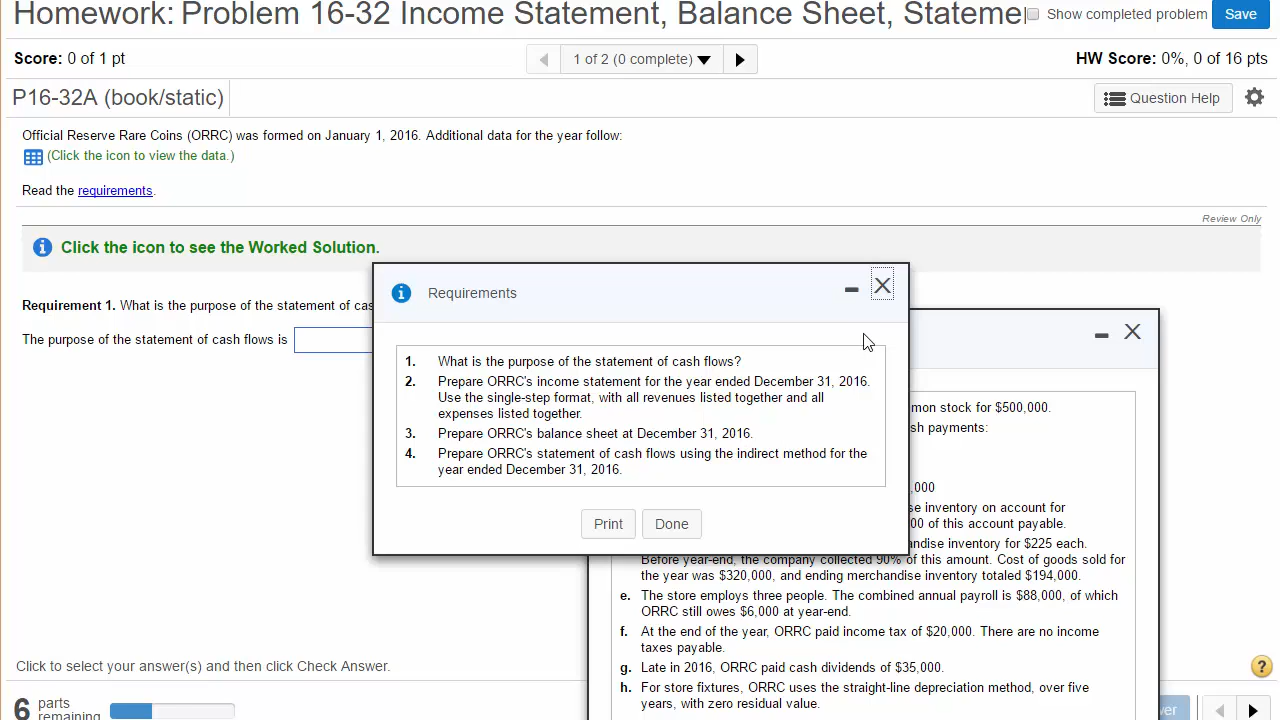 Homework: Problem 16-32 Income Statement, Balance Sheet, Stateme
Show completed problem
Save
Score: 0 of 1 pt
1 of 2 (0 complete)
HW Score: 0%, 0 of 16 pts
P16-32A (book/static)
Question Help
Official Reserve Rare Coins (ORRC) was formed on January 1, 2016. Additional data for the year follow:
(Click the icon to view the data.)
Read the requirements.
Review Only
Click the icon to see the Worked Solution.
Requirement 1. What is the purpose of the statement of cas
The purpose of the statement of cash flows is
Requirements
1. What is the purpose of the statement of cash flows?
2. Prepare ORRC's income statement for the year ended December 31, 2016.
Use the single-step format, with all revenues listed together and all
expenses listed together.
3. Prepare ORRC's balance sheet at December 31, 2016.
4. Prepare ORRC's statement of cash flows using the indirect method for the
year ended December 31, 2016.
Print
Done
mon stock for $500,000.
sh payments:
,000
se inventory on account for
00 of this account payable.
andise inventory for $225 each.
Before year-end, the company collected 90% of this amount. Cost of goods sold for
the year was $320,000, and ending merchandise inventory totaled $194,000.
e. The store employs three people. The combined annual payroll is $88,000, of which
ORRC still owes $6,000 at year-end.
f. At the end of the year, ORRC paid income tax of $20,000. There are no income
taxes payable.
g. Late in 2016, ORRC paid cash dividends of $35,000.
h. For store fixtures, ORRC uses the straight-line depreciation method, over five
years, with zero residual value.
Click to select your answer(s) and then click Check Answer.
6 parts
remaining
wer